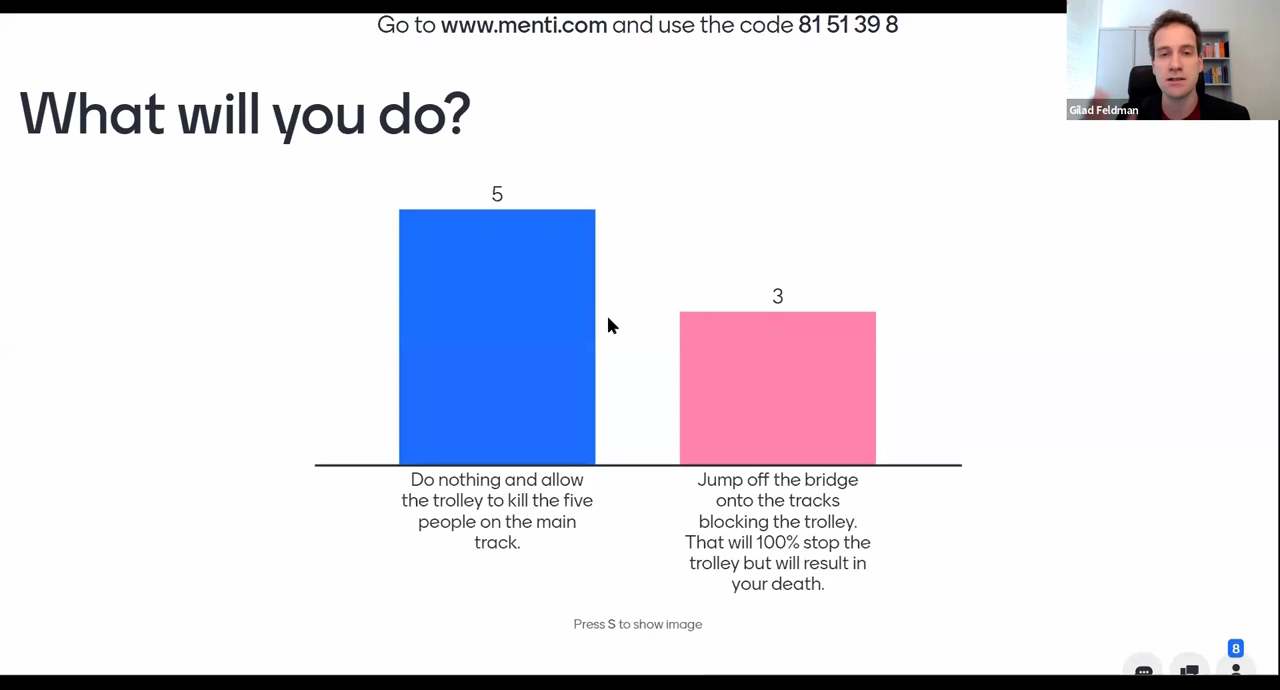 Go to www.menti.com and use the code 81 51 39 8
Gilad Feldman
What will you do?
5
3
Do nothing and allow
the trolley to kill the five
people on the main
track.
Jump off the bridge
onto the tracks
blocking the trolley.
That will 100% stop the
trolley but will result in
your death.
Press S to show image
8